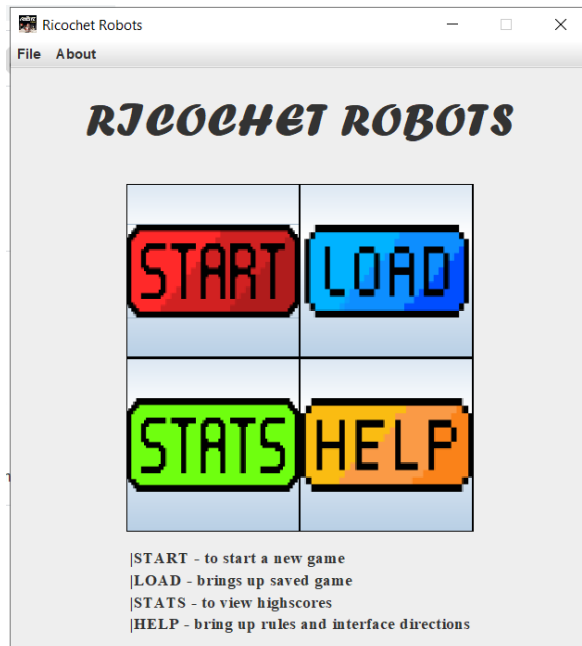 Ricochet Robots
File About
RICOCHET ROBOTS
START LOAD
STATS HELP
|START - to start a new game
|LOAD - brings up saved game
|STATS - to view highscores
|HELP - bring up rules and interface directions